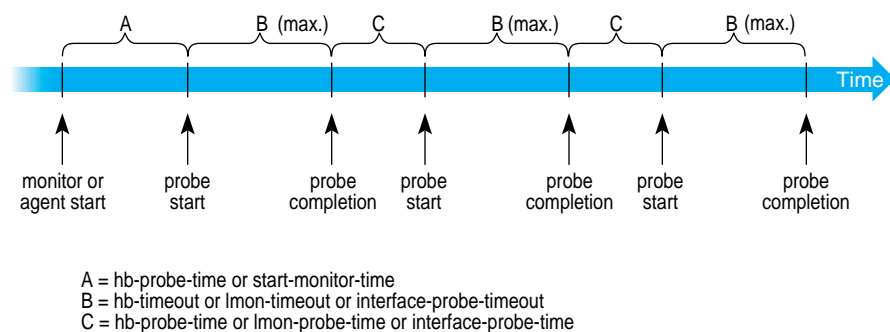 A B (max.) C B (max.) C B (max.)
Time
monitor or probe probe probe probe probe probe
agent start start completion start completion start completion
A = hb-probe-time or start-monitor-time
B = hb-timeout or lmon-timeout or interface-probe-timeout
C = hb-probe-time or lmon-probe-time or interface-probe-time